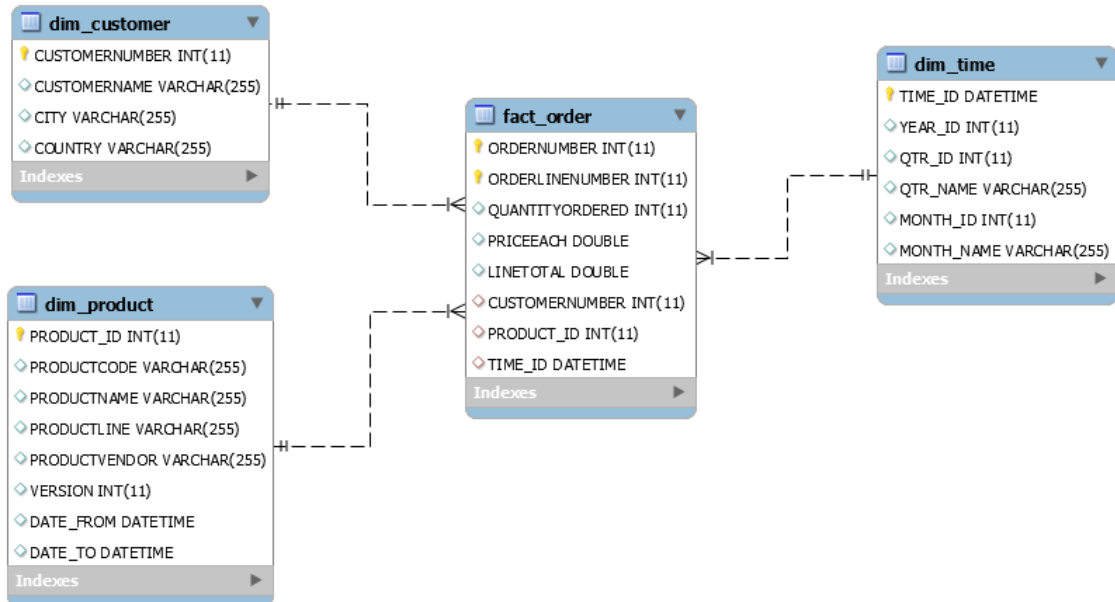 dim_customer
CUSTOMERNUMBER INT(11)
CUSTOMERNAME VARCHAR(255)
CITY VARCHAR(255)
COUNTRY VARCHAR(255)
Indexes
dim_product
PRODUCT_ID INT(11)
PRODUCTCODE VARCHAR(255)
PRODUCTNAME VARCHAR(255)
PRODUCTLINE VARCHAR(255)
PRODUCTVENDOR VARCHAR(255)
VERSION INT(11)
DATE_FROM DATETIME
DATE_TO DATETIME
Indexes
fact_order
ORDERNUMBER INT(11)
ORDERLINENUMBER INT(11)
QUANTITYORDERED INT(11)
PRICEEACH DOUBLE
LINETOTAL DOUBLE
CUSTOMERNUMBER INT(11)
PRODUCT_ID INT(11)
TIME_ID DATETIME
Indexes
dim_time
TIME_ID DATETIME
YEAR_ID INT(11)
QTR_ID INT(11)
QTR_NAME VARCHAR(255)
MONTH_ID INT(11)
MONTH_NAME VARCHAR(255)
Indexes